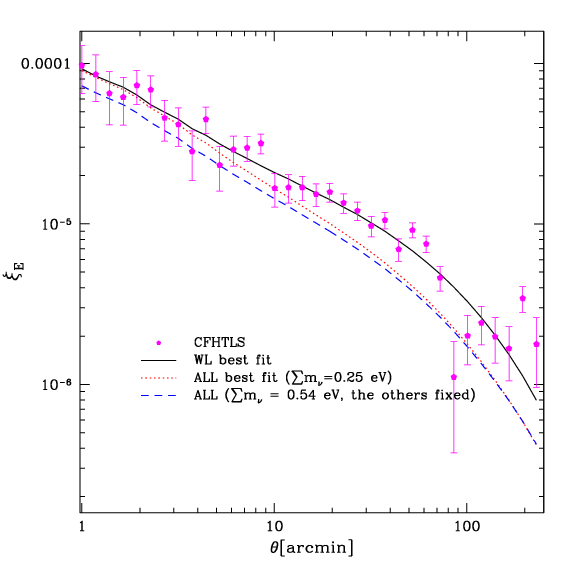 0.0001
10⁻⁵
10⁻⁶
ξ_E
CFHTLS
WL best fit
ALL best fit (∑m_ν=0.25 eV)
ALL (∑m_ν = 0.54 eV, the others fixed)
1 10 100
θ[arcmin]